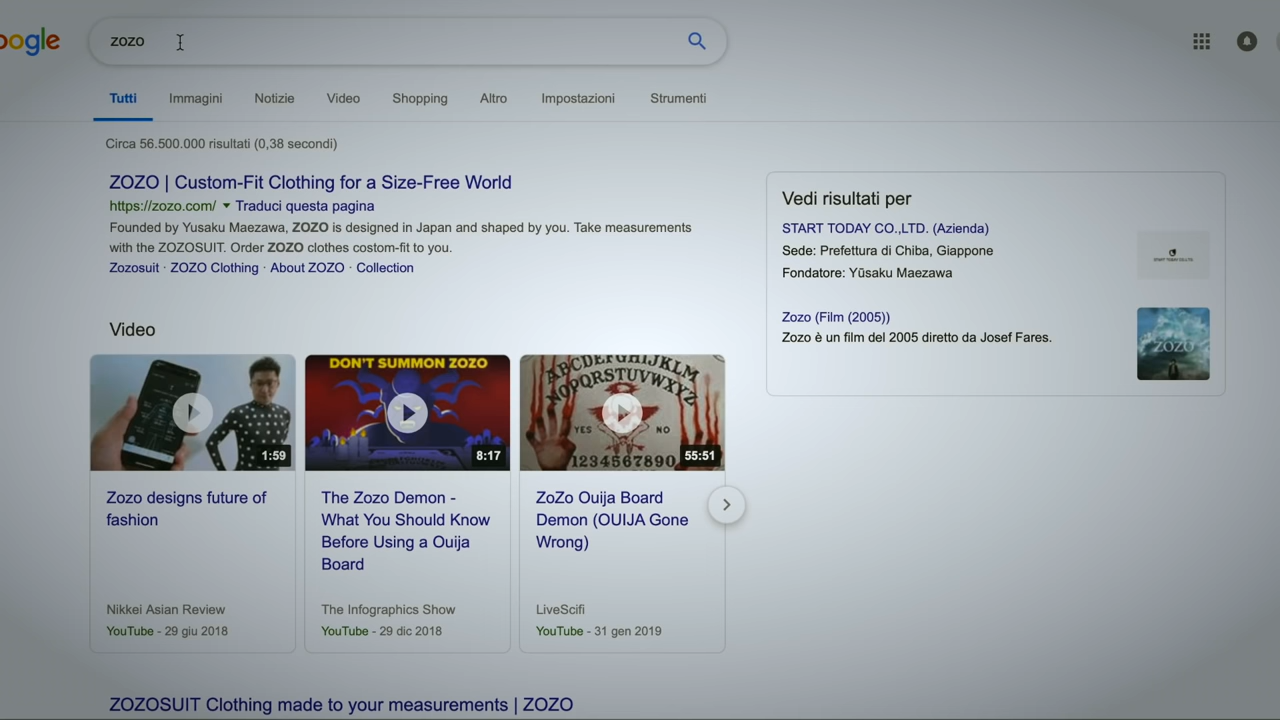 oogle
zozo
Tutti Immagini Notizie Video Shopping Altro Impostazioni Strumenti
Circa 56.500.000 risultati (0,38 secondi)
ZOZO | Custom-Fit Clothing for a Size-Free World
https://zozo.com/ Traduci questa pagina
Founded by Yusaku Maezawa, ZOZO is designed in Japan and shaped by you. Take measurements
with the ZOZOSUIT. Order ZOZO clothes costom-fit to you.
Zozosuit · ZOZO Clothing · About ZOZO · Collection
Vedi risultati per
START TODAY CO.,LTD. (Azienda)
Sede: Prefettura di Chiba, Giappone
Fondatore: Yūsaku Maezawa
START TODAY CO.LTD.
Zozo (Film (2005))
Zozo è un film del 2005 diretto da Josef Fares.
ZOZO
Video
1:59
Zozo designs future of
fashion
Nikkei Asian Review
YouTube - 29 giu 2018
DON'T SUMMON ZOZO
8:17
The Zozo Demon -
What You Should Know
Before Using a Ouija
Board
The Infographics Show
YouTube - 29 dic 2018
ABCDEFGHIJKLM
NOPQRSTUVWXYZ
YES NO
1234567890
55:51
ZoZo Ouija Board
Demon (OUIJA Gone
Wrong)
LiveScifi
YouTube - 31 gen 2019
ZOZOSUIT Clothing made to your measurements | ZOZO